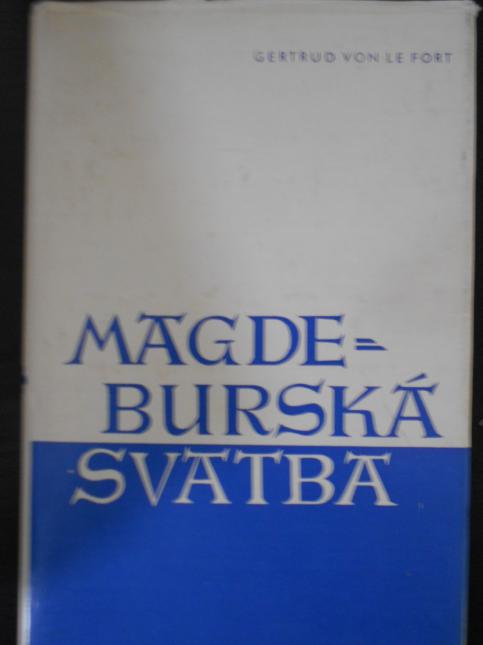 GERTRUD VON LE FORT
MAGDE=
BURSKÁ
SVATBA